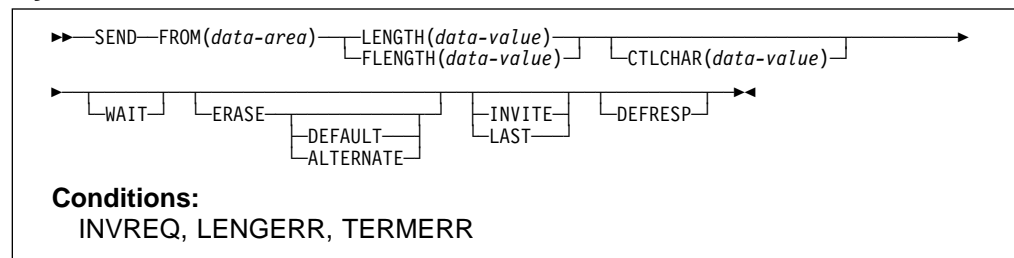 SEND FROM(data-area) LENGTH(data-value) CTLCHAR(data-value)
FLENGTH(data-value)
WAIT ERASE DEFAULT ALTERNATE INVITE LAST DEFRESP
Conditions:
INVREQ, LENGERR, TERMERR